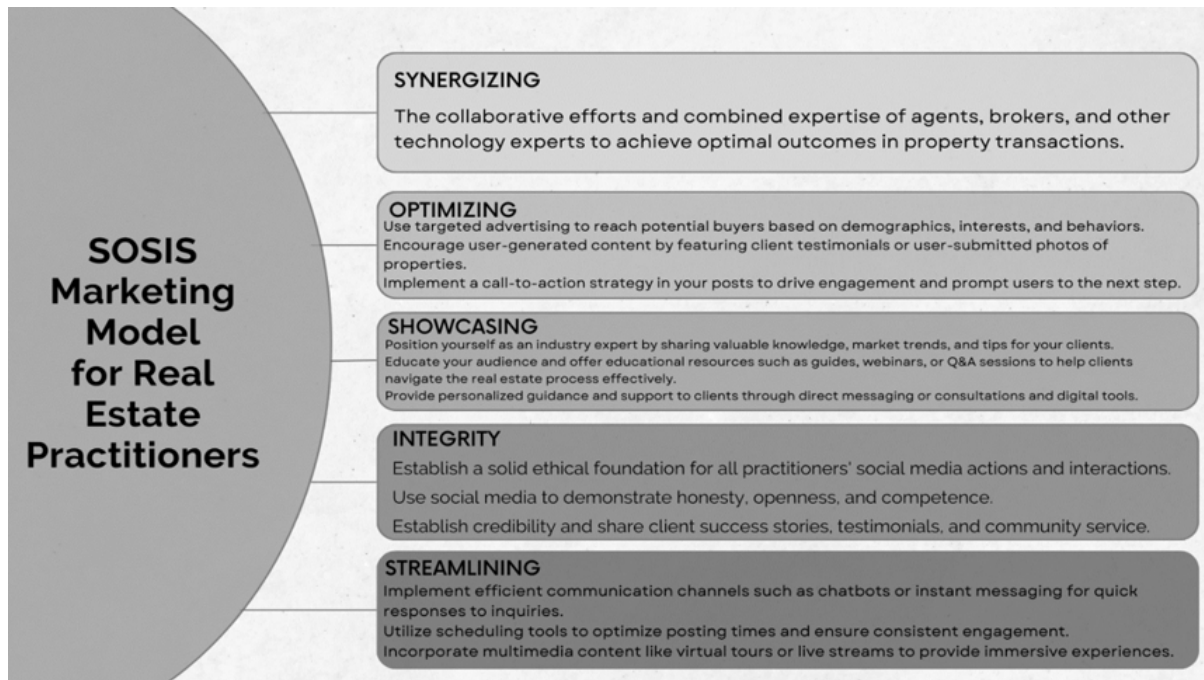 SOSIS
Marketing
Model
for Real
Estate
Practitioners
SYNERGIZING
The collaborative efforts and combined expertise of agents, brokers, and other
technology experts to achieve optimal outcomes in property transactions.
OPTIMIZING
Use targeted advertising to reach potential buyers based on demographics, interests, and behaviors.
Encourage user-generated content by featuring client testimonials or user-submitted photos of
properties.
Implement a call-to-action strategy in your posts to drive engagement and prompt users to the next step.
SHOWCASING
Position yourself as an industry expert by sharing valuable knowledge, market trends, and tips for your clients.
Educate your audience and offer educational resources such as guides, webinars, or Q&A sessions to help clients
navigate the real estate process effectively.
Provide personalized guidance and support to clients through direct messaging or consultations and digital tools.
INTEGRITY
Establish a solid ethical foundation for all practitioners' social media actions and interactions.
Use social media to demonstrate honesty, openness, and competence.
Establish credibility and share client success stories, testimonials, and community service.
STREAMLINING
Implement efficient communication channels such as chatbots or instant messaging for quick
responses to inquiries.
Utilize scheduling tools to optimize posting times and ensure consistent engagement.
Incorporate multimedia content like virtual tours or live streams to provide immersive experiences.